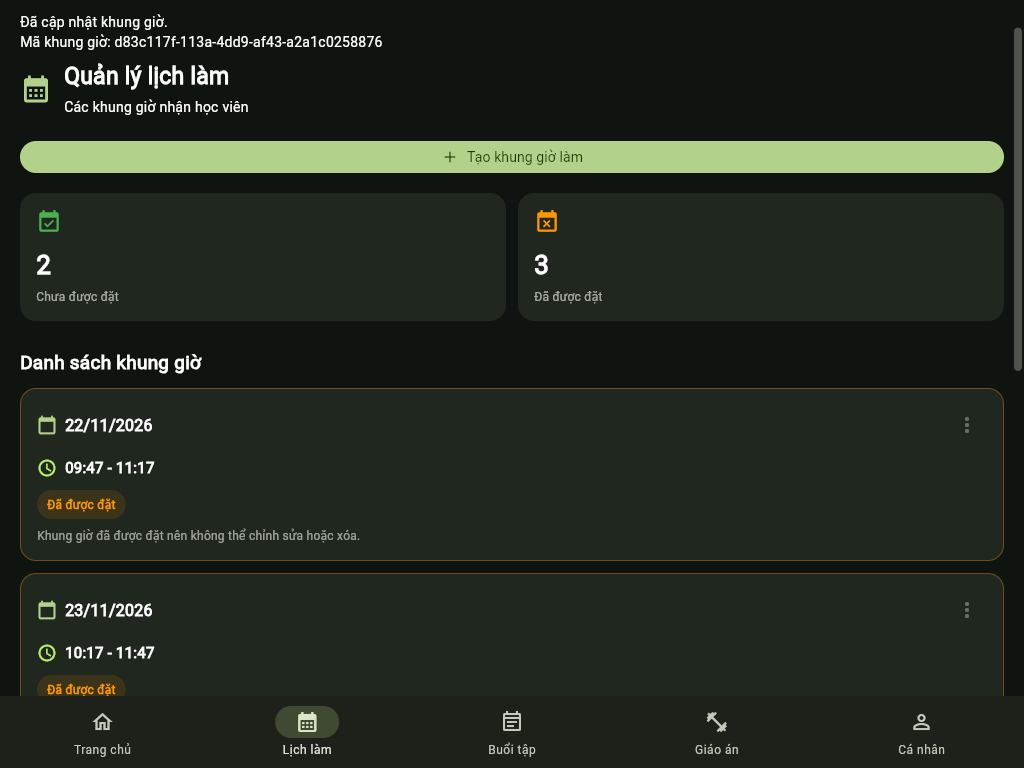 Đã cập nhật khung giờ.
Mã khung giờ: d83c117f-113a-4dd9-af43-a2a1c0258876
Quản lý lịch làm
Các khung giờ nhận học viên
Tạo khung giờ làm
2
Chưa được đặt
3
Đã được đặt
Danh sách khung giờ
22/11/2026
09:47 - 11:17
Đã được đặt
Khung giờ đã được đặt nên không thể chỉnh sửa hoặc xóa.
23/11/2026
10:17 - 11:47
Đã được đặt
Trang chủ
Lịch làm
Buổi tập
Giáo án
Cá nhân